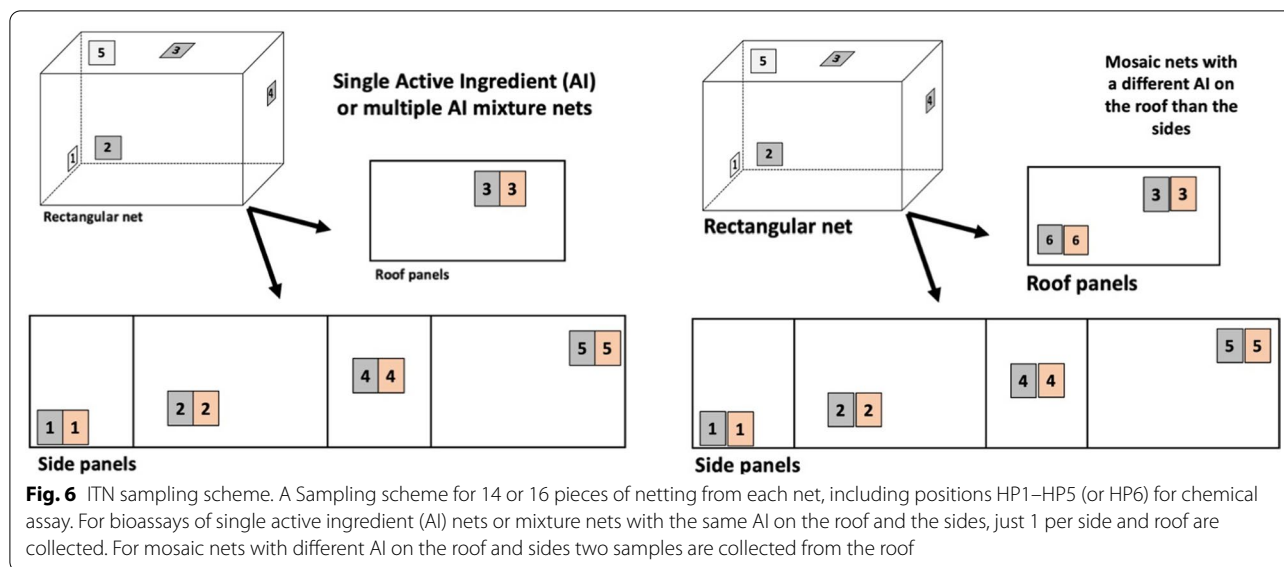 5
3
4
2
1
Rectangular net
Single Active Ingredient (AI)
or multiple AI mixture nets
3 3
Roof panels
1 1
2 2
4 4
5 5
Side panels
5
3
4
2
1
Rectangular net
Mosaic nets with
a different AI on
the roof than the
sides
3 3
6 6
Roof panels
1 1
2 2
4 4
5 5
Side panels
Fig. 6 ITN sampling scheme. A Sampling scheme for 14 or 16 pieces of netting from each net, including positions HP1–HP5 (or HP6) for chemical
assay. For bioassays of single active ingredient (AI) nets or mixture nets with the same AI on the roof and the sides, just 1 per side and roof are
collected. For mosaic nets with different AI on the roof and sides two samples are collected from the roof